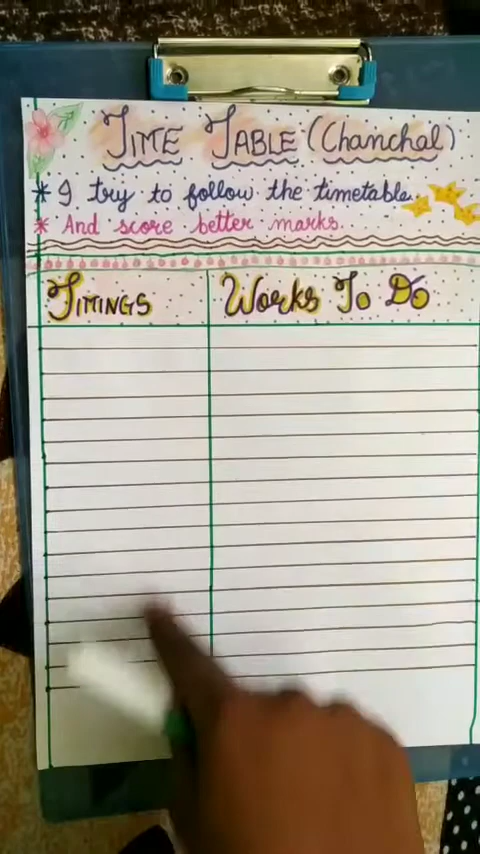 TIME TABLE (Chanchal)
* I try to follow the timetable.
* And score better marks.
TIMINGS Works To Do